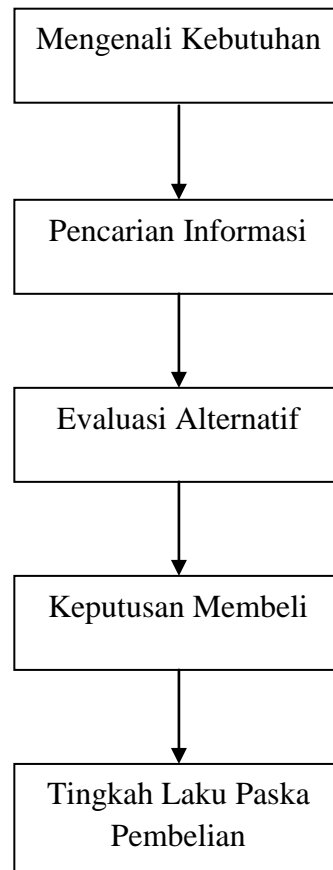 Mengenali Kebutuhan
Pencarian Informasi
Evaluasi Alternatif
Keputusan Membeli
Tingkah Laku Paska
Pembelian